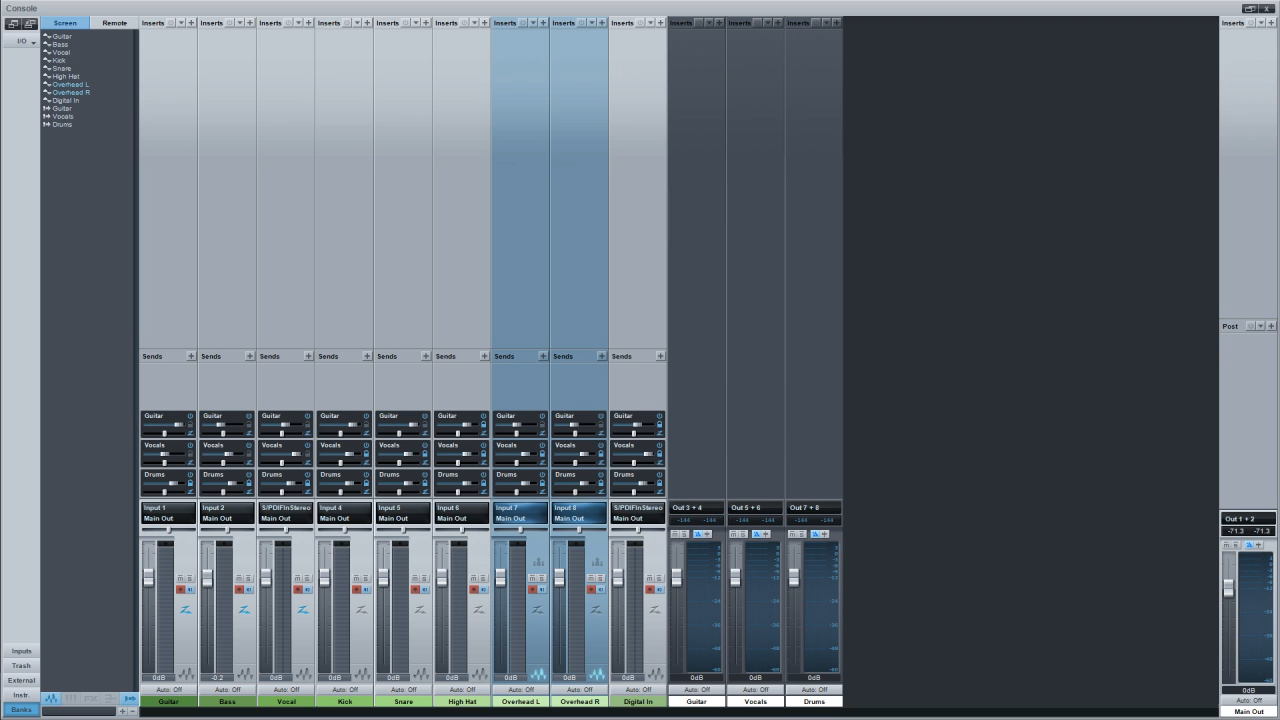 Console
Screen Remote Inserts Inserts Inserts Inserts Inserts Inserts Inserts Inserts Inserts Inserts Inserts Inserts Inserts
I/O
Guitar
Bass
Vocal
Kick
Snare
High Hat
Overhead L
Overhead R
Digital In
Guitar
Vocals
Drums
Post
Sends Sends Sends Sends Sends Sends Sends Sends Sends
Guitar Guitar Guitar Guitar Guitar Guitar Guitar Guitar Guitar
Vocals Vocals Vocals Vocals Vocals Vocals Vocals Vocals Vocals
Drums Drums Drums Drums Drums Drums Drums Drums Drums
Input 1 Input 2 S/PDIFInStereo Input 4 Input 5 Input 6 Input 7 Input 8 S/PDIFInStereo Out 3 + 4 Out 5 + 6 Out 7 + 8
Main Out Main Out Main Out Main Out Main Out Main Out Main Out Main Out Main Out -144 -144 -144 -144 -144 -144
Out 1 + 2
-71.3 -71.3
Inputs
Trash
External
Instr.
Banks
0dB -0.2 0dB 0dB 0dB 0dB 0dB 0dB 0dB 0dB 0dB 0dB
Auto: Off Auto: Off Auto: Off Auto: Off Auto: Off Auto: Off Auto: Off Auto: Off Auto: Off Auto: Off Auto: Off Auto: Off
Guitar Bass Vocal Kick Snare High Hat Overhead L Overhead R Digital In Guitar Vocals Drums
0dB
Auto: Off
Main Out